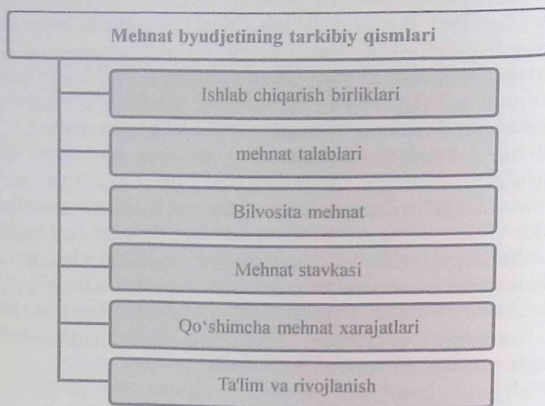 Mehnat byudjetining tarkibiy qismlari
Ishlab chiqarish birliklari
mehnat talablari
Bilvosita mehnat
Mehnat stavkasi
Qo‘shimcha mehnat xarajatlari
Ta'lim va rivojlanish